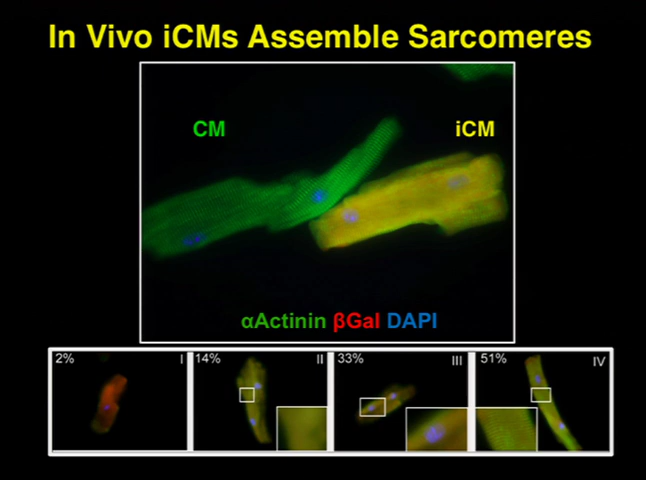 In Vivo iCMs Assemble Sarcomeres
CM
iCM
αActinin βGal DAPI
2% I
14% II
33% III
51% IV